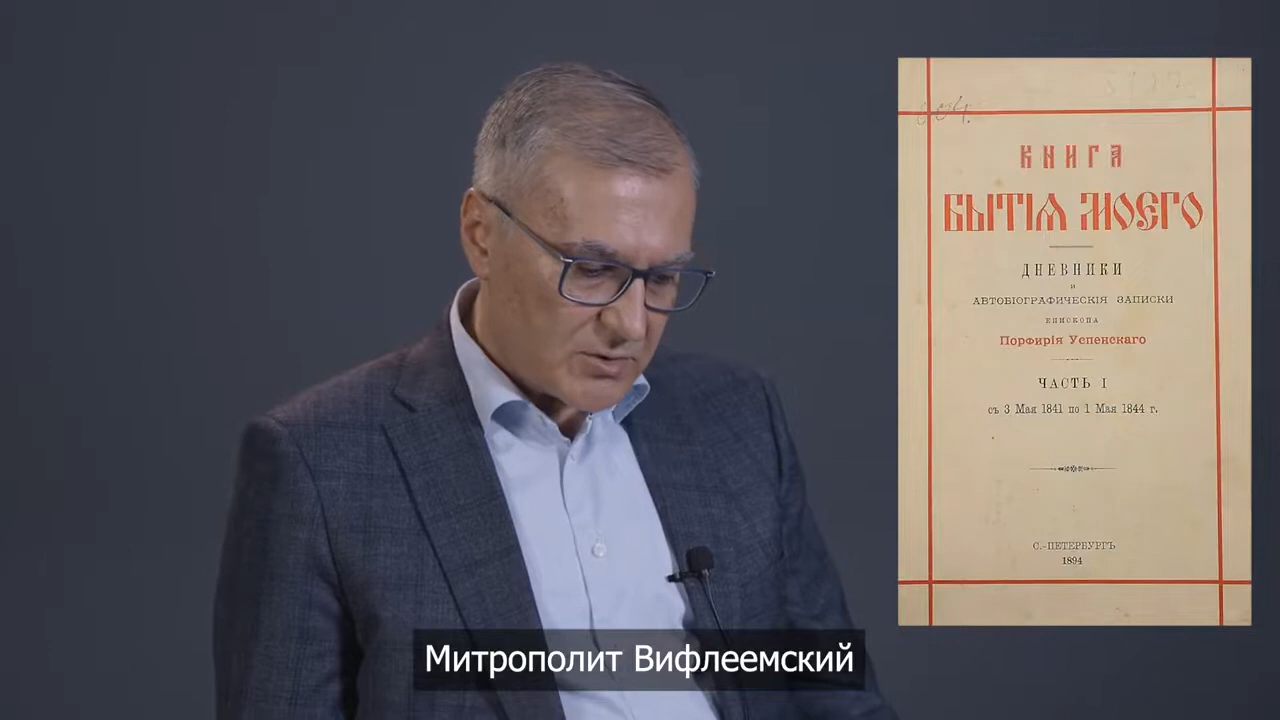 КНИГА
БЫТІѦ МОЕГО
ДНЕВНИКИ
И
АВТОБІОГРАФИЧЕСКІЯ ЗАПИСКИ
ЕПИСКОПА
Порфирія Успенскаго
ЧАСТЬ I
съ 3 Мая 1841 по 1 Мая 1844 г.
С.-ПЕТЕРБУРГЪ
1894
Митрополит Вифлеемский